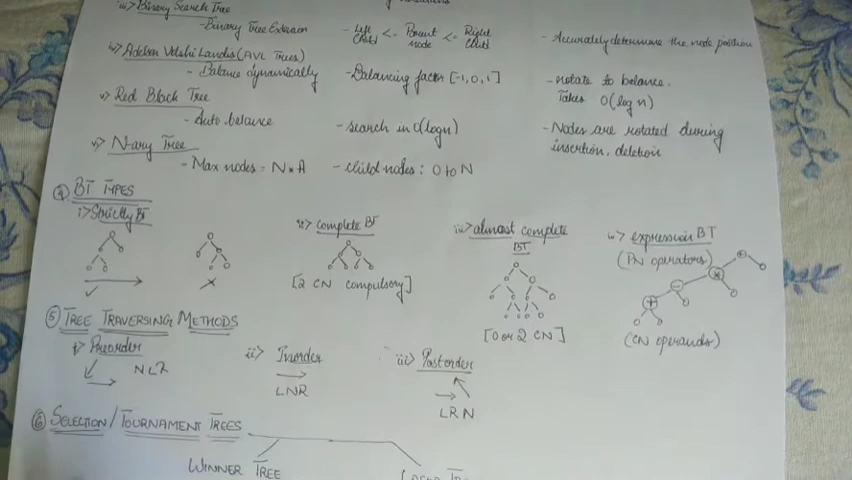 iii> Binary Search Tree
- Binary Tree Extension
- Left Child <- Parent node <- Right Child
- Accurately determine the node position
iv> Adelson Velshi Landis (AVL Trees)
- Balance dynamically
- Balancing factor [-1, 0, 1]
- rotate to balance.
Takes O(log n)
v> Red Black Tree
- Auto balance
- search in O(logn)
- Nodes are rotated during
insertion, deletion
v> N-ary Tree
- Max nodes = N * A
- child nodes : 0 to N
④ BT TYPES
i> Strictly BT
ii> complete BT
[2 CN compulsory]
iii> almost complete
BT
[0 or 2 CN]
iv> expression BT
(PN operators)
(CN operands)
⑤ TREE TRAVERSING METHODS
i> Preorder
NLR
ii> Inorder
LNR
iii> Postorder
LRN
⑥ SELECTION / TOURNAMENT TREES
WINNER TREE